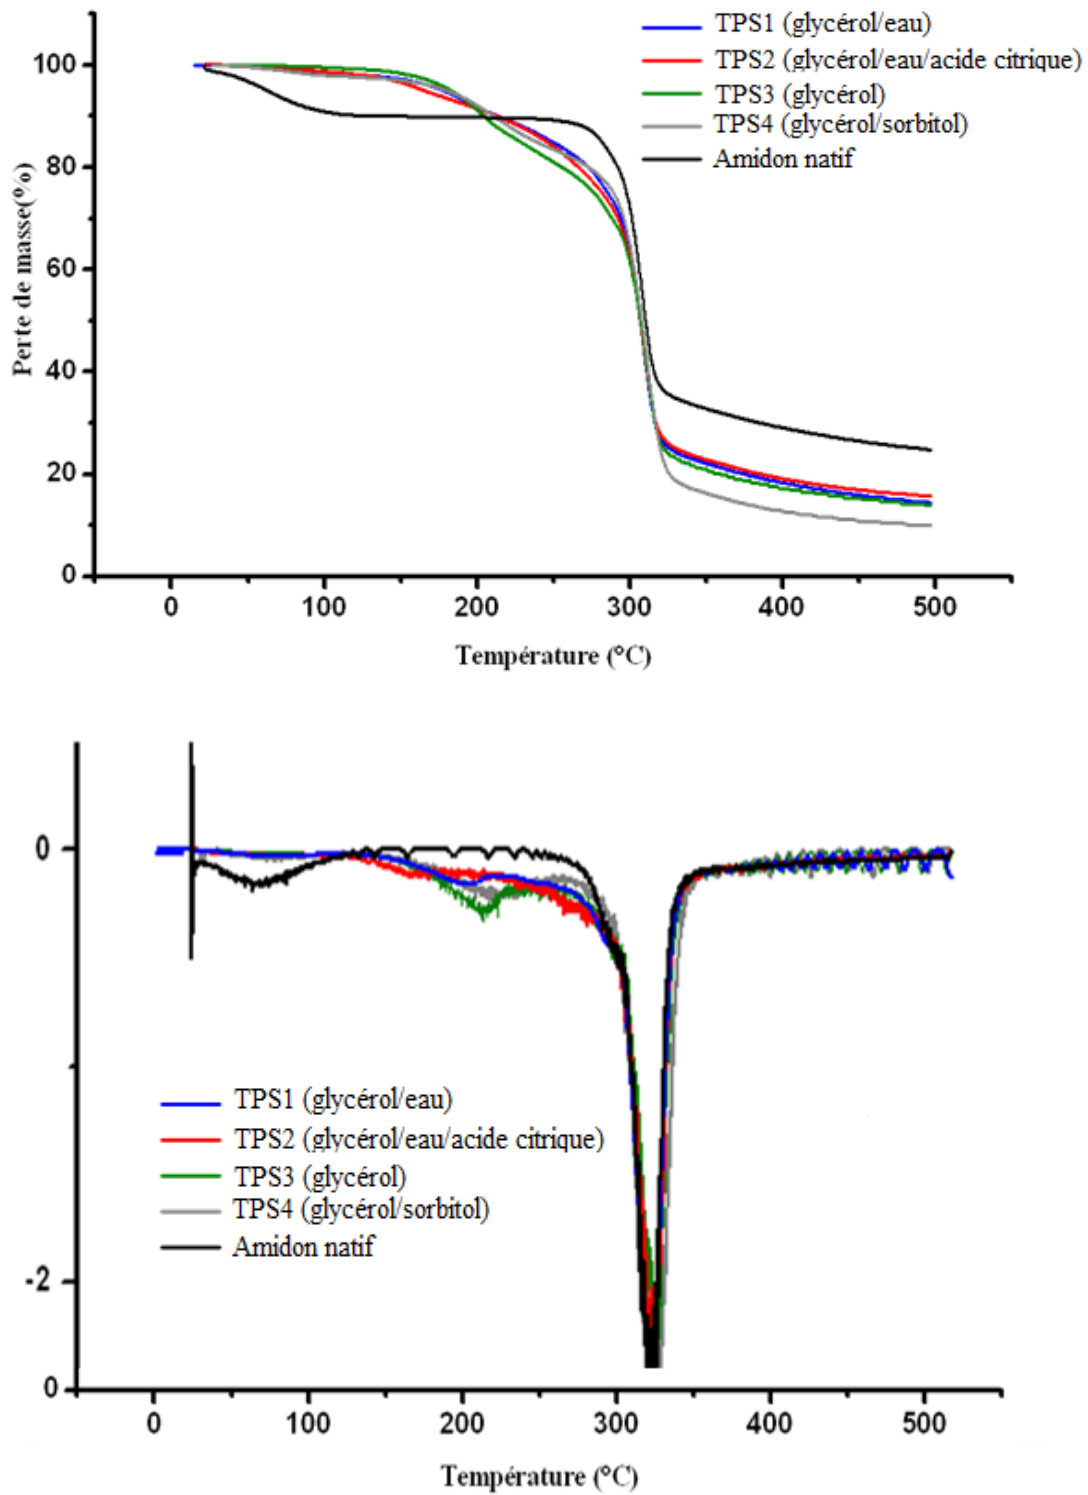 TPS1 (glycérol/eau)
TPS2 (glycérol/eau/acide citrique)
TPS3 (glycérol)
TPS4 (glycérol/sorbitol)
Amidon natif
Perte de masse(%)
100
80
60
40
20
0
0 100 200 300 400 500
Température (°C)
0
-2
0
TPS1 (glycérol/eau)
TPS2 (glycérol/eau/acide citrique)
TPS3 (glycérol)
TPS4 (glycérol/sorbitol)
Amidon natif
0 100 200 300 400 500
Température (°C)